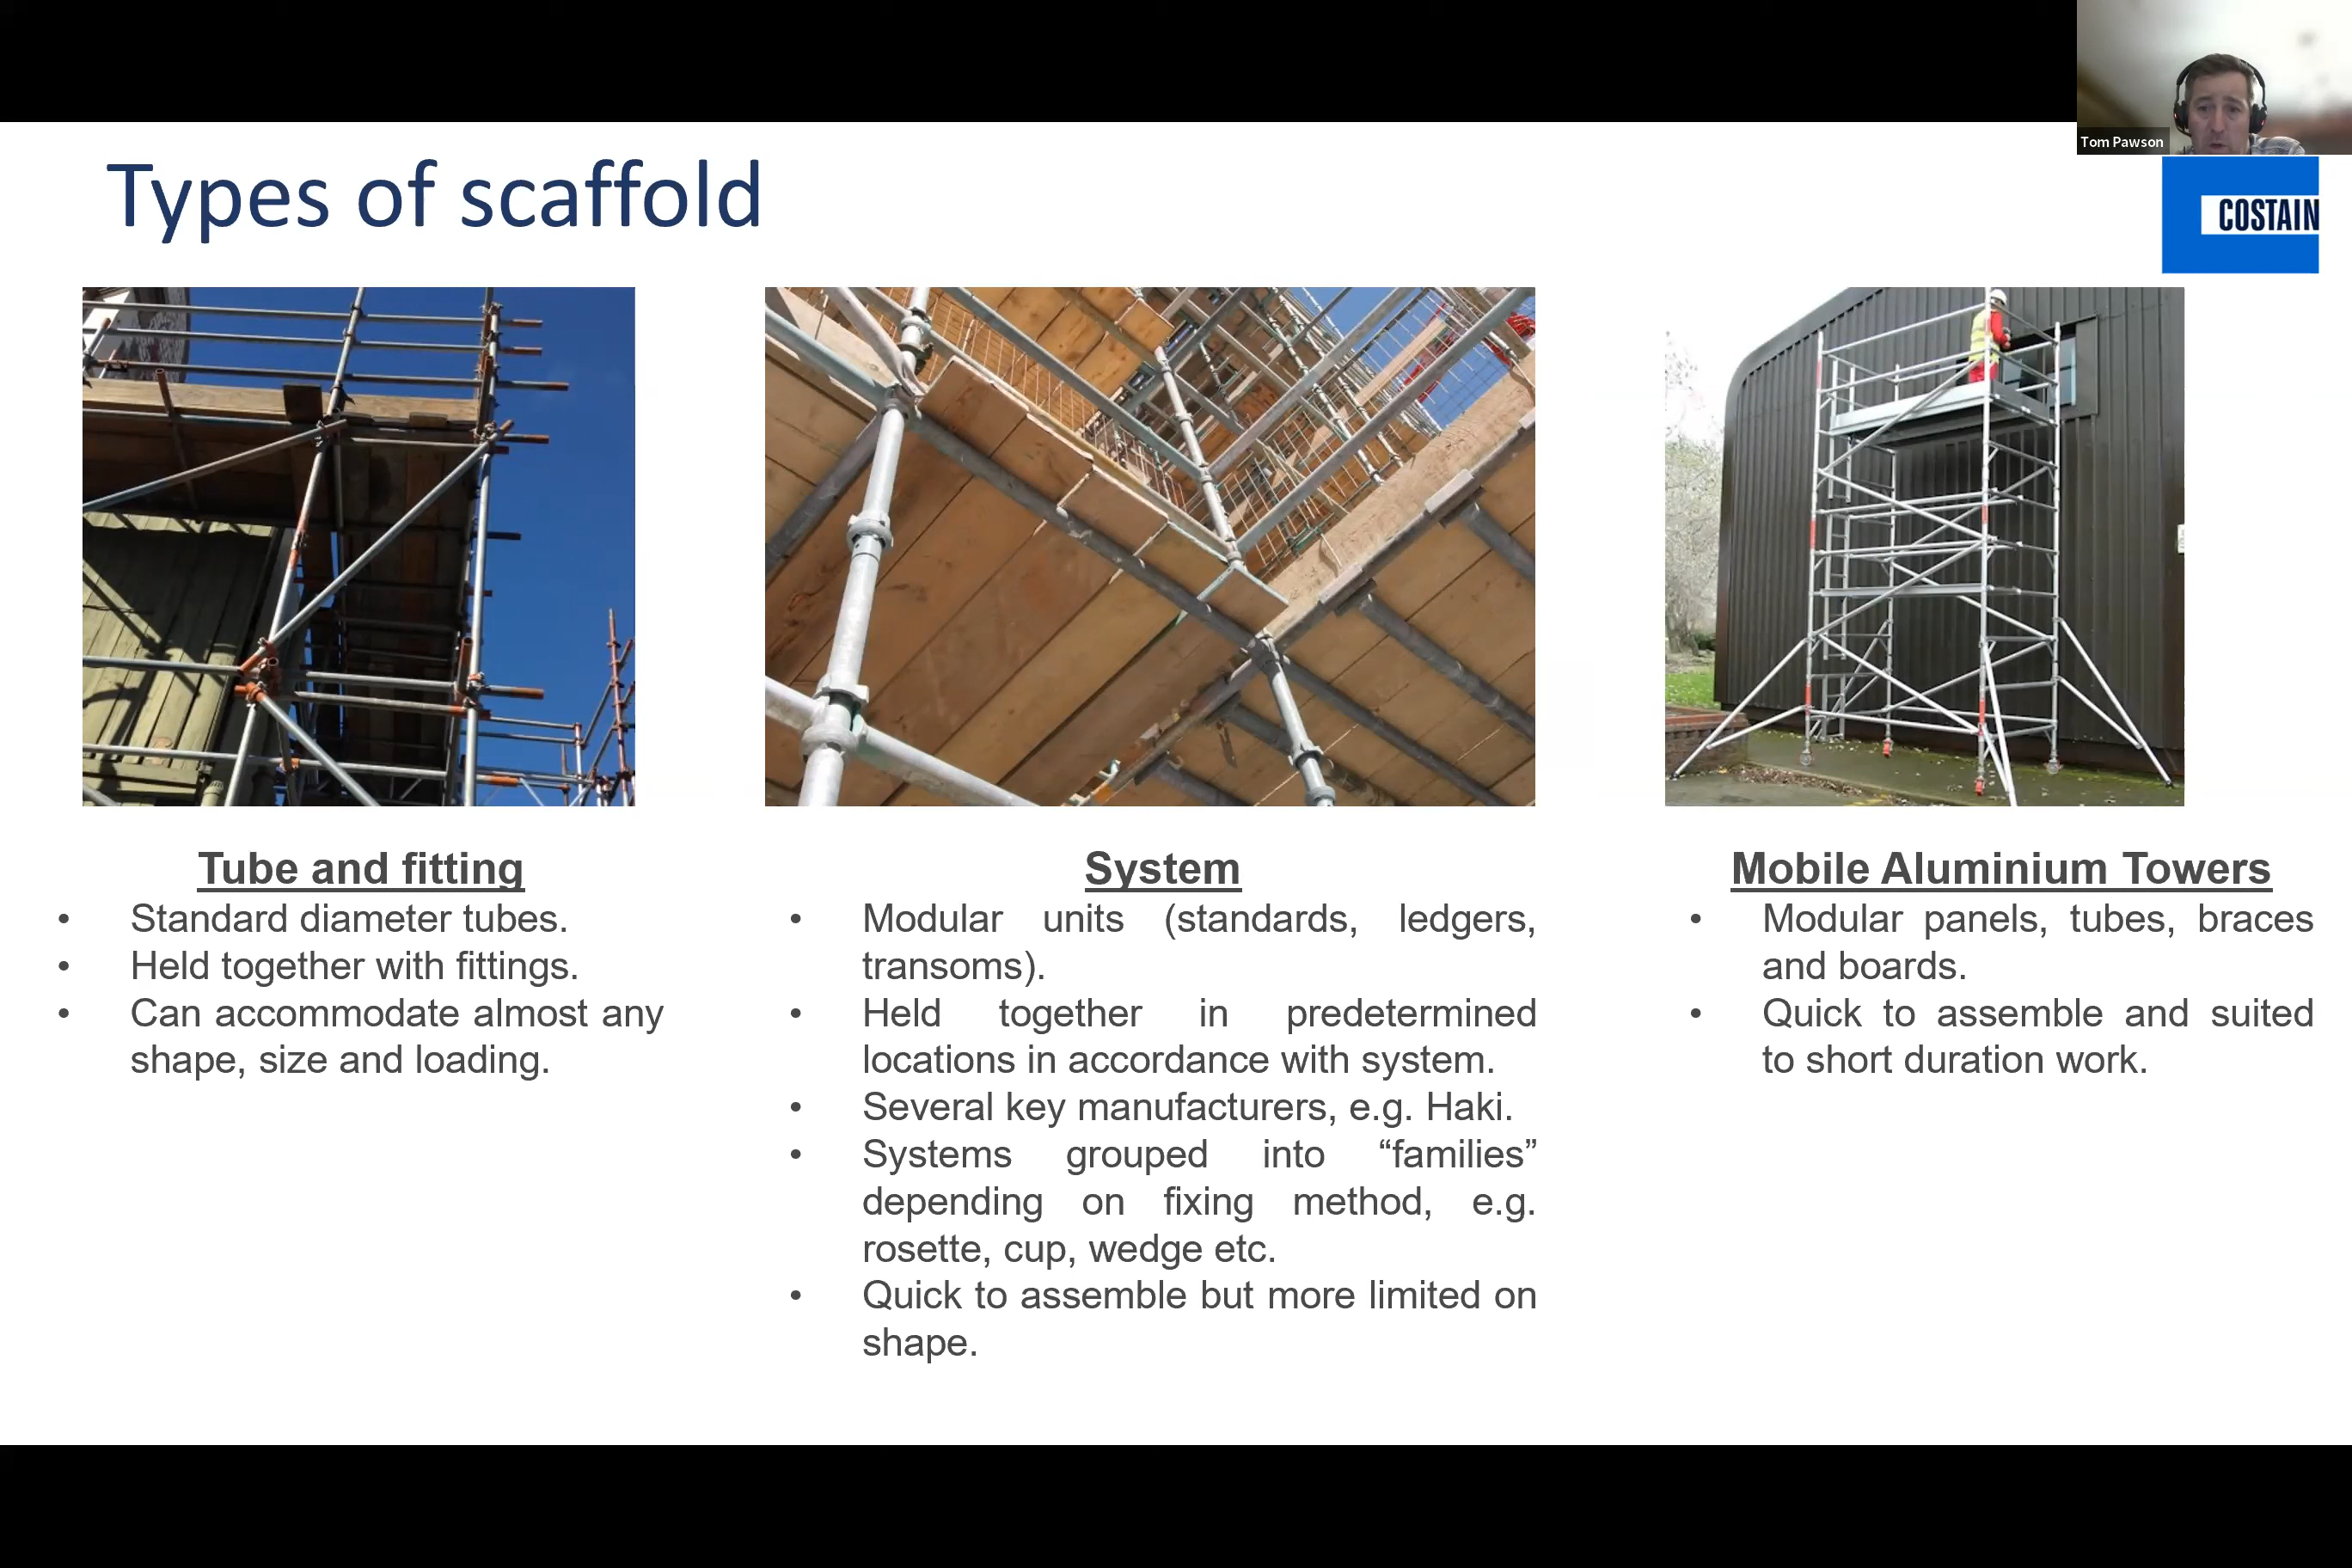 Tom Pawson
COSTAIN
Types of scaffold
Tube and fitting
• Standard diameter tubes.
• Held together with fittings.
• Can accommodate almost any
shape, size and loading.
System
• Modular units (standards, ledgers,
transoms).
• Held together in predetermined
locations in accordance with system.
• Several key manufacturers, e.g. Haki.
• Systems grouped into “families”
depending on fixing method, e.g.
rosette, cup, wedge etc.
• Quick to assemble but more limited on
shape.
Mobile Aluminium Towers
• Modular panels, tubes, braces
and boards.
• Quick to assemble and suited
to short duration work.